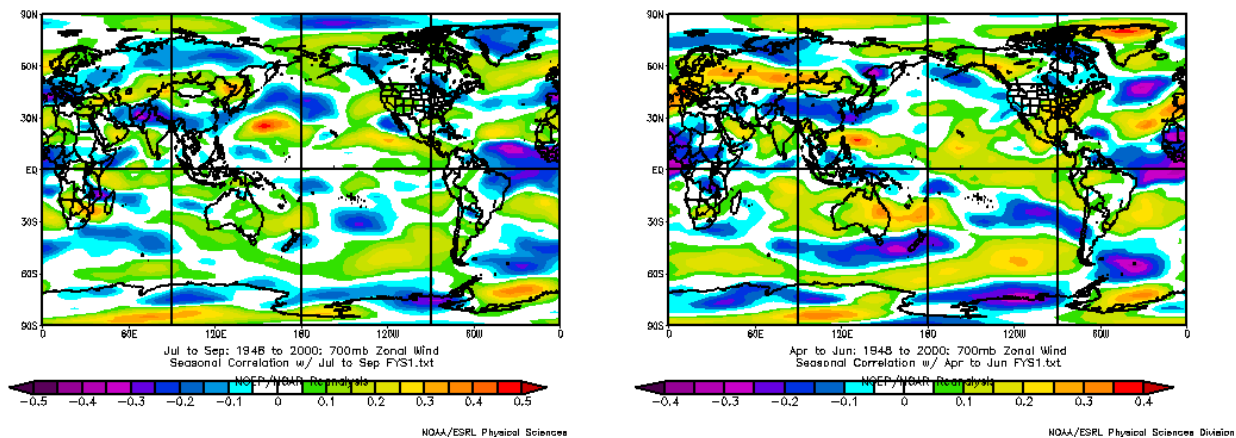 90N
60N
30N
EQ
30S
60S
90S
0 60E 120E 180 120W 60W 0
Jul to Sep: 1948 to 2000: 700mb Zonal Wind
Seasonal Correlation w/ Jul to Sep FYS1.txt
NCEP/NCAR Reanalysis
-0.5 -0.4 -0.3 -0.2 -0.1 0 0.1 0.2 0.3 0.4 0.5
NOAA/ESRL Physical Sciences
90N
60N
30N
EQ
30S
60S
90S
0 60E 120E 180 120W 60W 0
Apr to Jun: 1948 to 2000: 700mb Zonal Wind
Seasonal Correlation w/ Apr to Jun FYS1.txt
NCEP/NCAR Reanalysis
-0.4 -0.3 -0.2 -0.1 0 0.1 0.2 0.3 0.4
NOAA/ESRL Physical Sciences Division